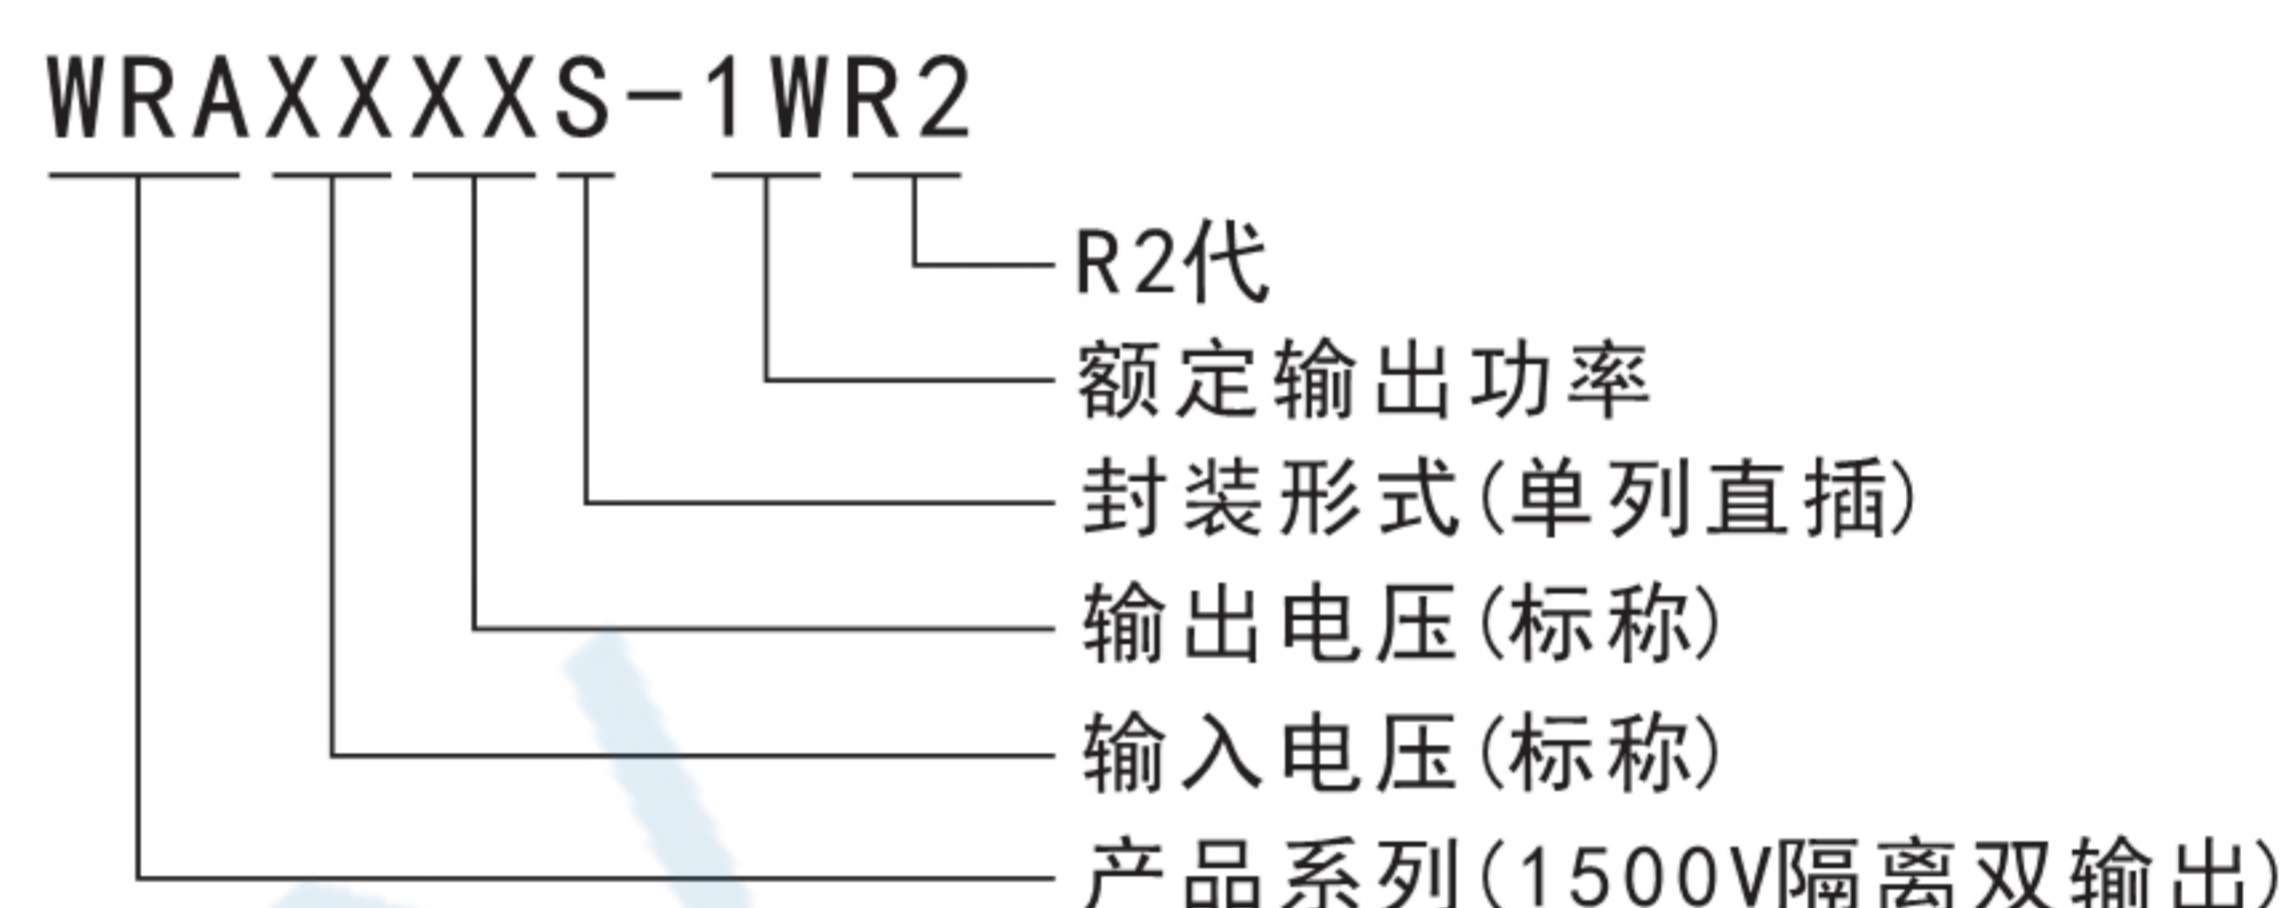 WRAXXXXS-1WR2
R2代
额定输出功率
封装形式(单列直插)
输出电压(标称)
输入电压(标称)
产品系列(1500V隔离双输出)